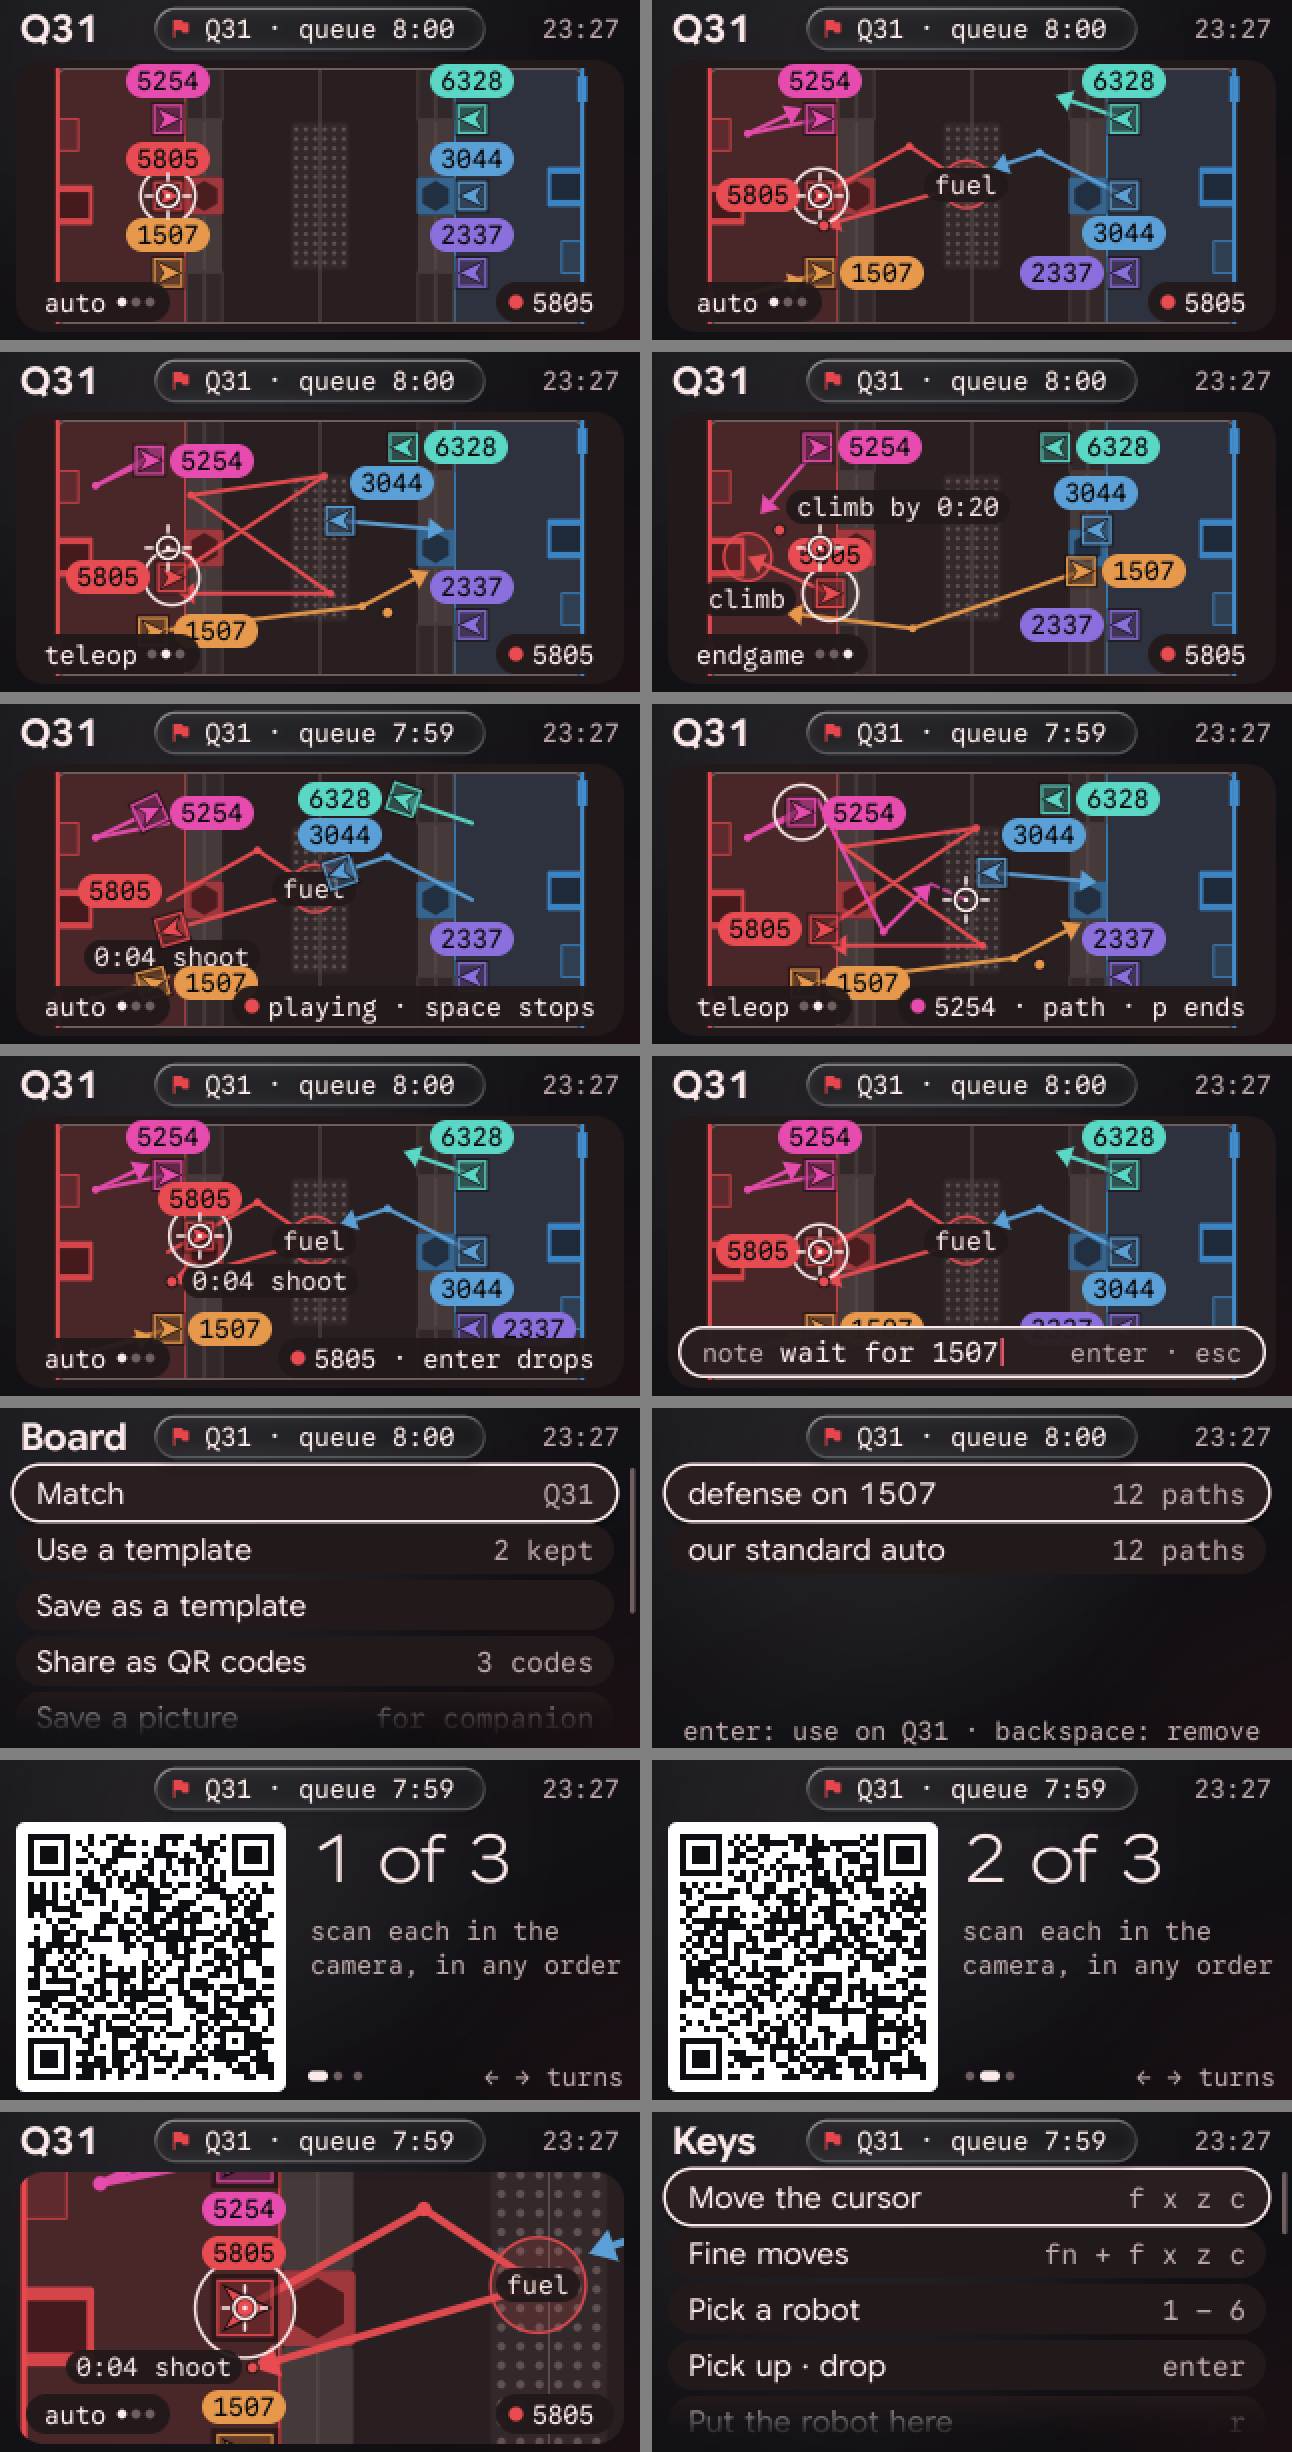 Q31 Q31 · queue 8:00 23:27
5254
6328
5805
3044
1507
2337
auto
5805
Q31 Q31 · queue 8:00 23:27
5254
6328
5805
fuel
3044
1507
2337
auto
5805
Q31 Q31 · queue 8:00 23:27
5254
6328
3044
5805
2337
1507
teleop
5805
Q31 Q31 · queue 8:00 23:27
5254
6328
3044
climb by 0:20
5805
1507
climb
2337
endgame
5805
Q31 Q31 · queue 7:59 23:27
6328
5254
3044
5805
fuel
2337
0:04 shoot
1507
auto
playing · space stops
Q31 Q31 · queue 7:59 23:27
6328
5254
3044
5805
2337
1507
teleop
5254 · path · p ends
Q31 Q31 · queue 8:00 23:27
5254
6328
5805
fuel
0:04 shoot
3044
1507
2337
auto
5805 · enter drops
Q31 Q31 · queue 8:00 23:27
5254
6328
5805
fuel
3044
1507
2337
note wait for 1507 enter · esc
Board Q31 · queue 8:00 23:27
Match Q31
Use a template 2 kept
Save as a template
Share as QR codes 3 codes
Save a picture for companion
Q31 · queue 8:00 23:27
defense on 1507 12 paths
our standard auto 12 paths
enter: use on Q31 · backspace: remove
Q31 · queue 7:59 23:27
1 of 3
scan each in the
camera, in any order
← → turns
Q31 · queue 7:59 23:27
2 of 3
scan each in the
camera, in any order
← → turns
Q31 Q31 · queue 7:59 23:27
5254
5805
fuel
0:04 shoot
1507
auto
5805
Keys Q31 · queue 7:59 23:27
Move the cursor f x z c
Fine moves fn + f x z c
Pick a robot 1 – 6
Pick up · drop enter
Put the robot here r